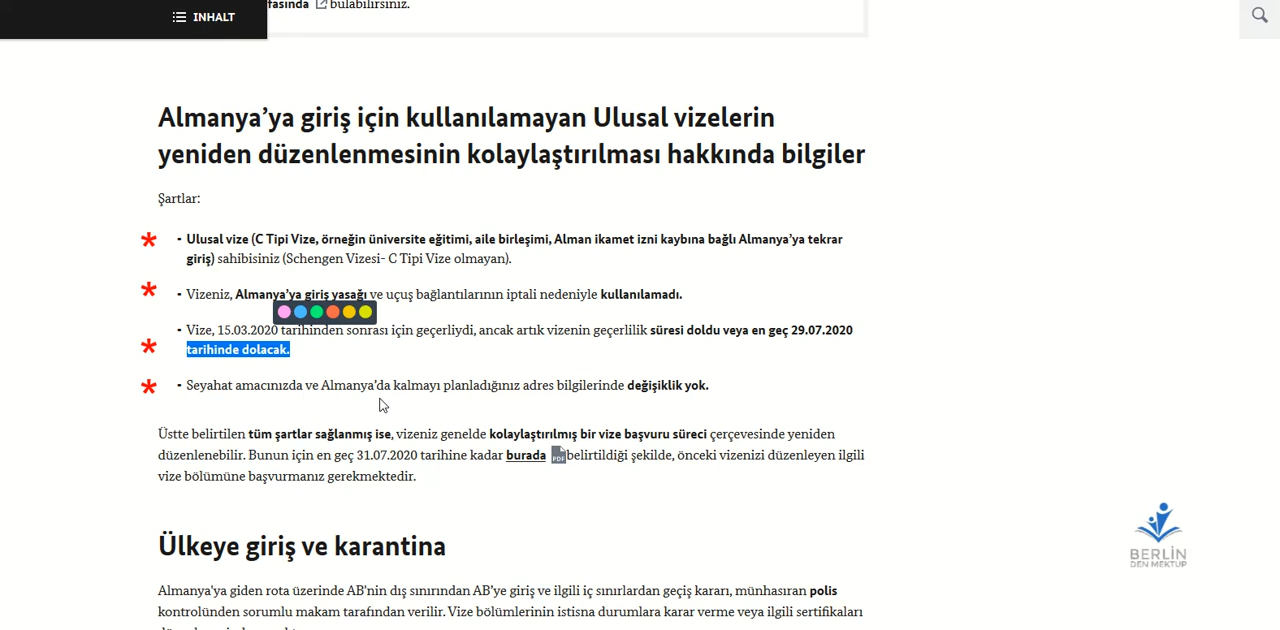 INHALT
fasında bulabilirsiniz.
Almanya’ya giriş için kullanılamayan Ulusal vizelerin
yeniden düzenlenmesinin kolaylaştırılması hakkında bilgiler
Şartlar:
* - Ulusal vize (C Tipi Vize, örneğin üniversite eğitimi, aile birleşimi, Alman ikamet izni kaybına bağlı Almanya’ya tekrar
giriş) sahibisiniz (Schengen Vizesi- C Tipi Vize olmayan).
* - Vizeniz, Almanya’ya giriş yasağı ve uçuş bağlantılarının iptali nedeniyle kullanılamadı.
- Vize, 15.03.2020 tarihinden sonrası için geçerliydi, ancak artık vizenin geçerlilik süresi doldu veya en geç 29.07.2020
* tarihinde dolacak.
* - Seyahat amacınızda ve Almanya’da kalmayı planladığınız adres bilgilerinde değişiklik yok.
Üstte belirtilen tüm şartlar sağlanmış ise, vizeniz genelde kolaylaştırılmış bir vize başvuru süreci çerçevesinde yeniden
düzenlenebilir. Bunun için en geç 31.07.2020 tarihine kadar burada PDF belirtildiği şekilde, önceki vizenizi düzenleyen ilgili
vize bölümüne başvurmanız gerekmektedir.
BERLİN
DEN MEKTUP
Ülkeye giriş ve karantina
Almanya'ya giden rota üzerinde AB'nin dış sınırından AB’ye giriş ve ilgili iç sınırlardan geçiş kararı, münhasıran polis
kontrolünden sorumlu makam tarafından verilir. Vize bölümlerinin istisna durumlara karar verme veya ilgili sertifikaları